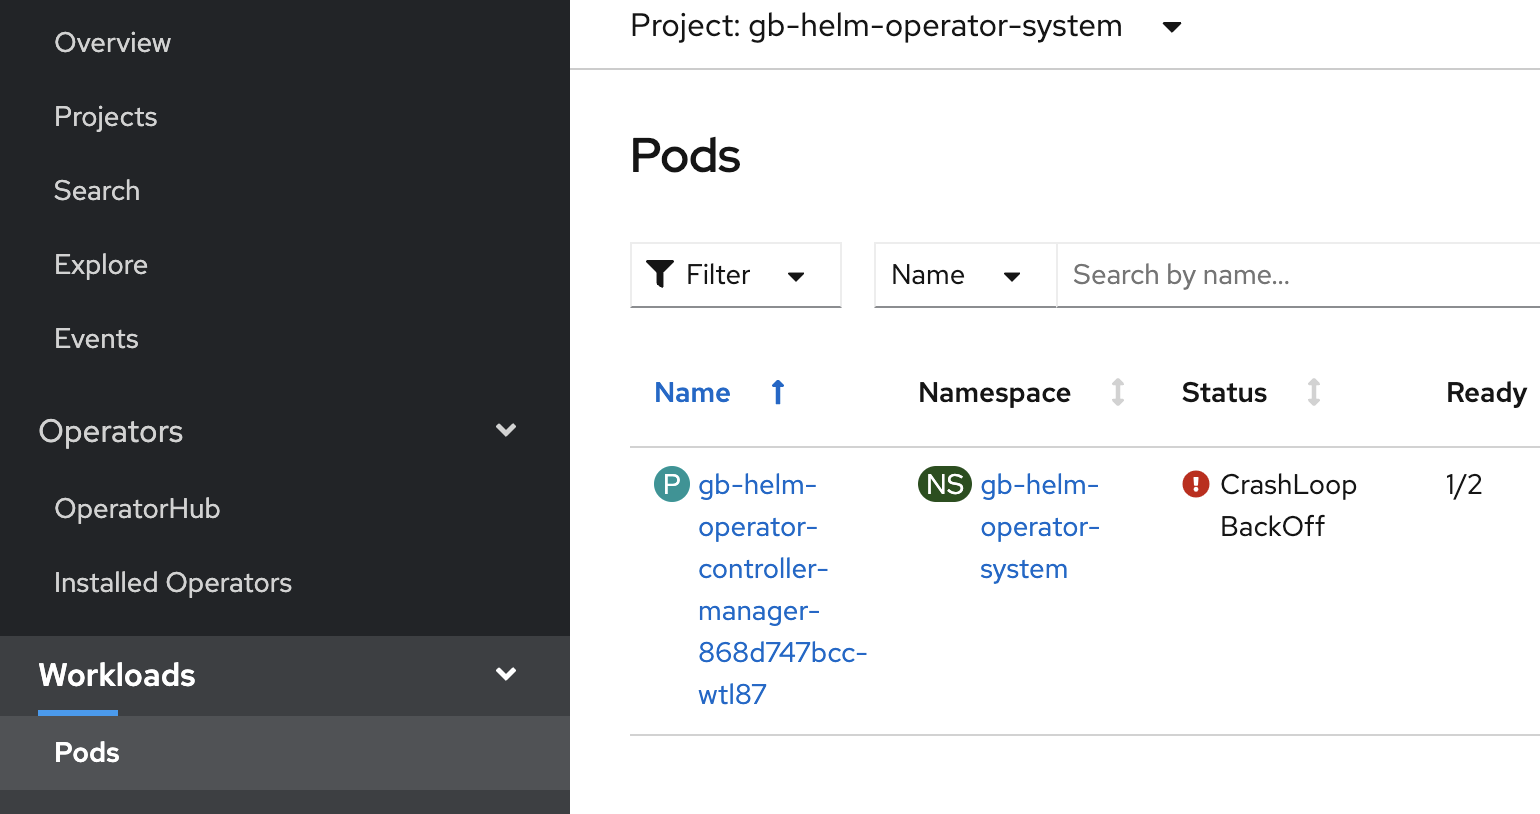 Overview
Projects
Search
Explore
Events
Operators
OperatorHub
Installed Operators
Workloads
Pods
Project: gb-helm-operator-system
Pods
Filter
Name
Search by name...
Name
Namespace
Status
Ready
P
gb-helm-
operator-
controller-
manager-
868d747bcc-
wtl87
NS
gb-helm-
operator-
system
CrashLoop
BackOff
1/2